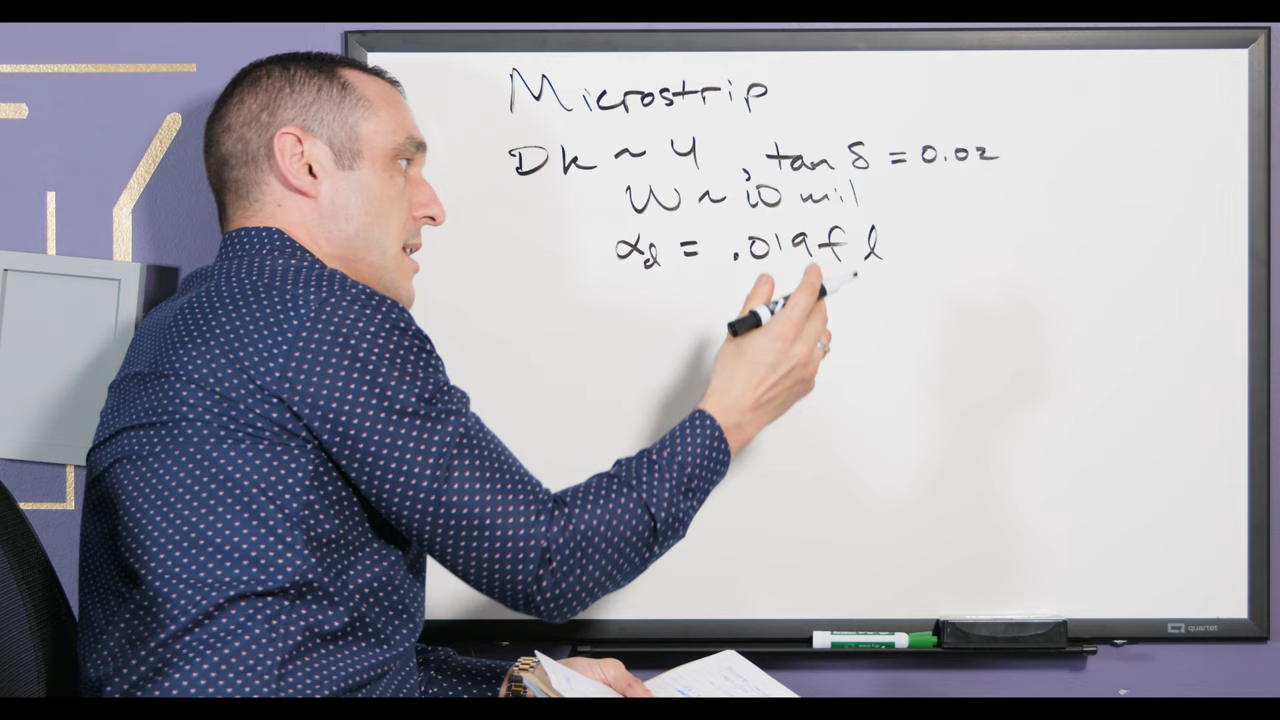 Microstrip
Dk ~ 4, tan δ = 0.02
W ~ 10 mil
αd = .019 f l
quartet